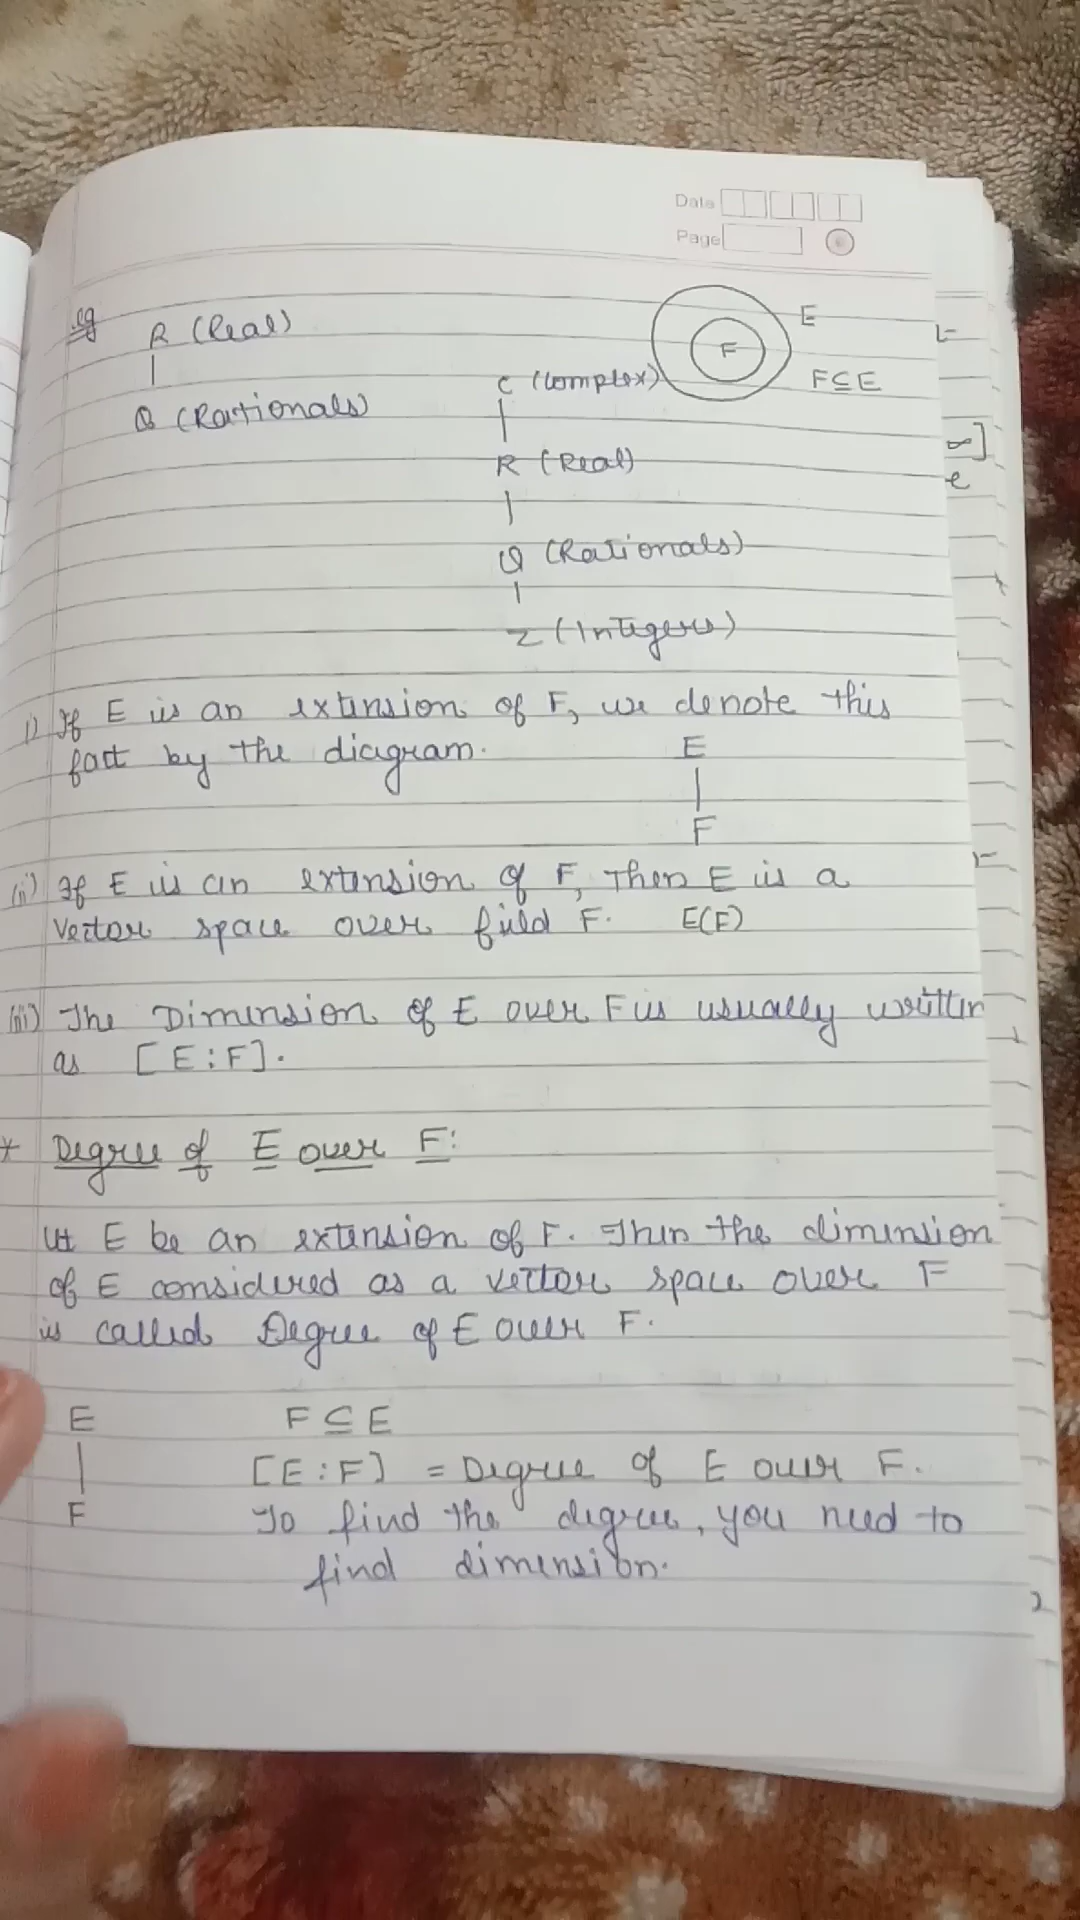 Date
Page
eg
R (Real)
|
Q (Rationals)
E
F
F⊆E
C (Complex)
|
R (Real)
|
Q (Rationals)
|
Z (Integers)
i) If E is an extension of F, we denote this
fact by the diagram.
E
|
F
(ii) If E is an extension of F, Then E is a
Vector space over field F. E(F)
(iii) The Dimension of E over F is usually written
as [E:F].
* Degree of E over F:
Let E be an extension of F. Then the dimension
of E considered as a vector space over F
is called Degree of E over F.
E
|
F
F⊆E
[E:F] = Degree of E over F.
To find the degree, you need to
find dimension.
∞]
e